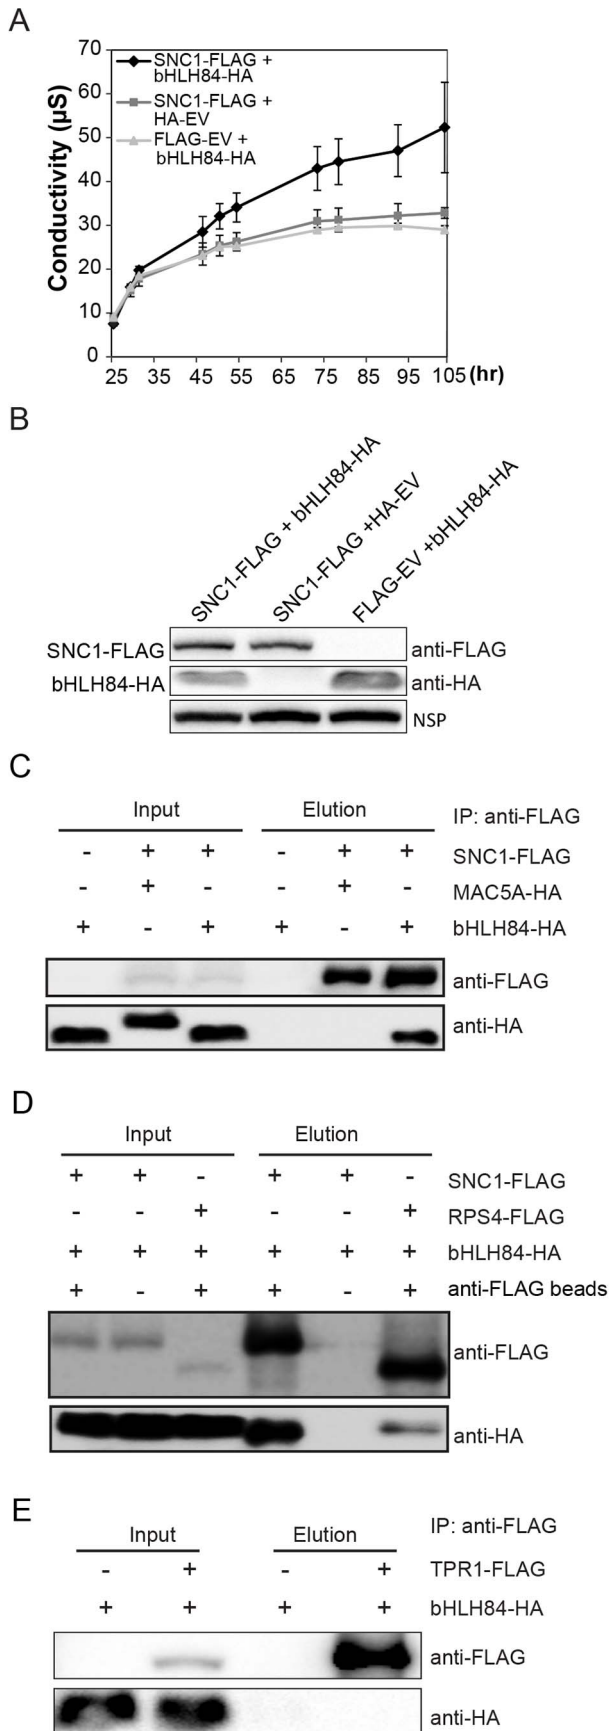 A
70
60
50
40
30
20
10
0
Conductivity (µS)
SNC1-FLAG +
bHLH84-HA
SNC1-FLAG +
HA-EV
FLAG-EV +
bHLH84-HA
25 35 45 55 65 75 85 95 105 (hr)
B
SNC1-FLAG + bHLH84-HA
SNC1-FLAG +HA-EV
FLAG-EV +bHLH84-HA
SNC1-FLAG anti-FLAG
bHLH84-HA anti-HA
NSP
C
Input Elution IP: anti-FLAG
- + + - + + SNC1-FLAG
- + - - + - MAC5A-HA
+ - + + - + bHLH84-HA
anti-FLAG
anti-HA
D
Input Elution
+ + - + + - SNC1-FLAG
- - + - - + RPS4-FLAG
+ + + + + + bHLH84-HA
+ - + + - + anti-FLAG beads
anti-FLAG
anti-HA
E
Input Elution IP: anti-FLAG
- + - + TPR1-FLAG
+ + + + bHLH84-HA
anti-FLAG
anti-HA